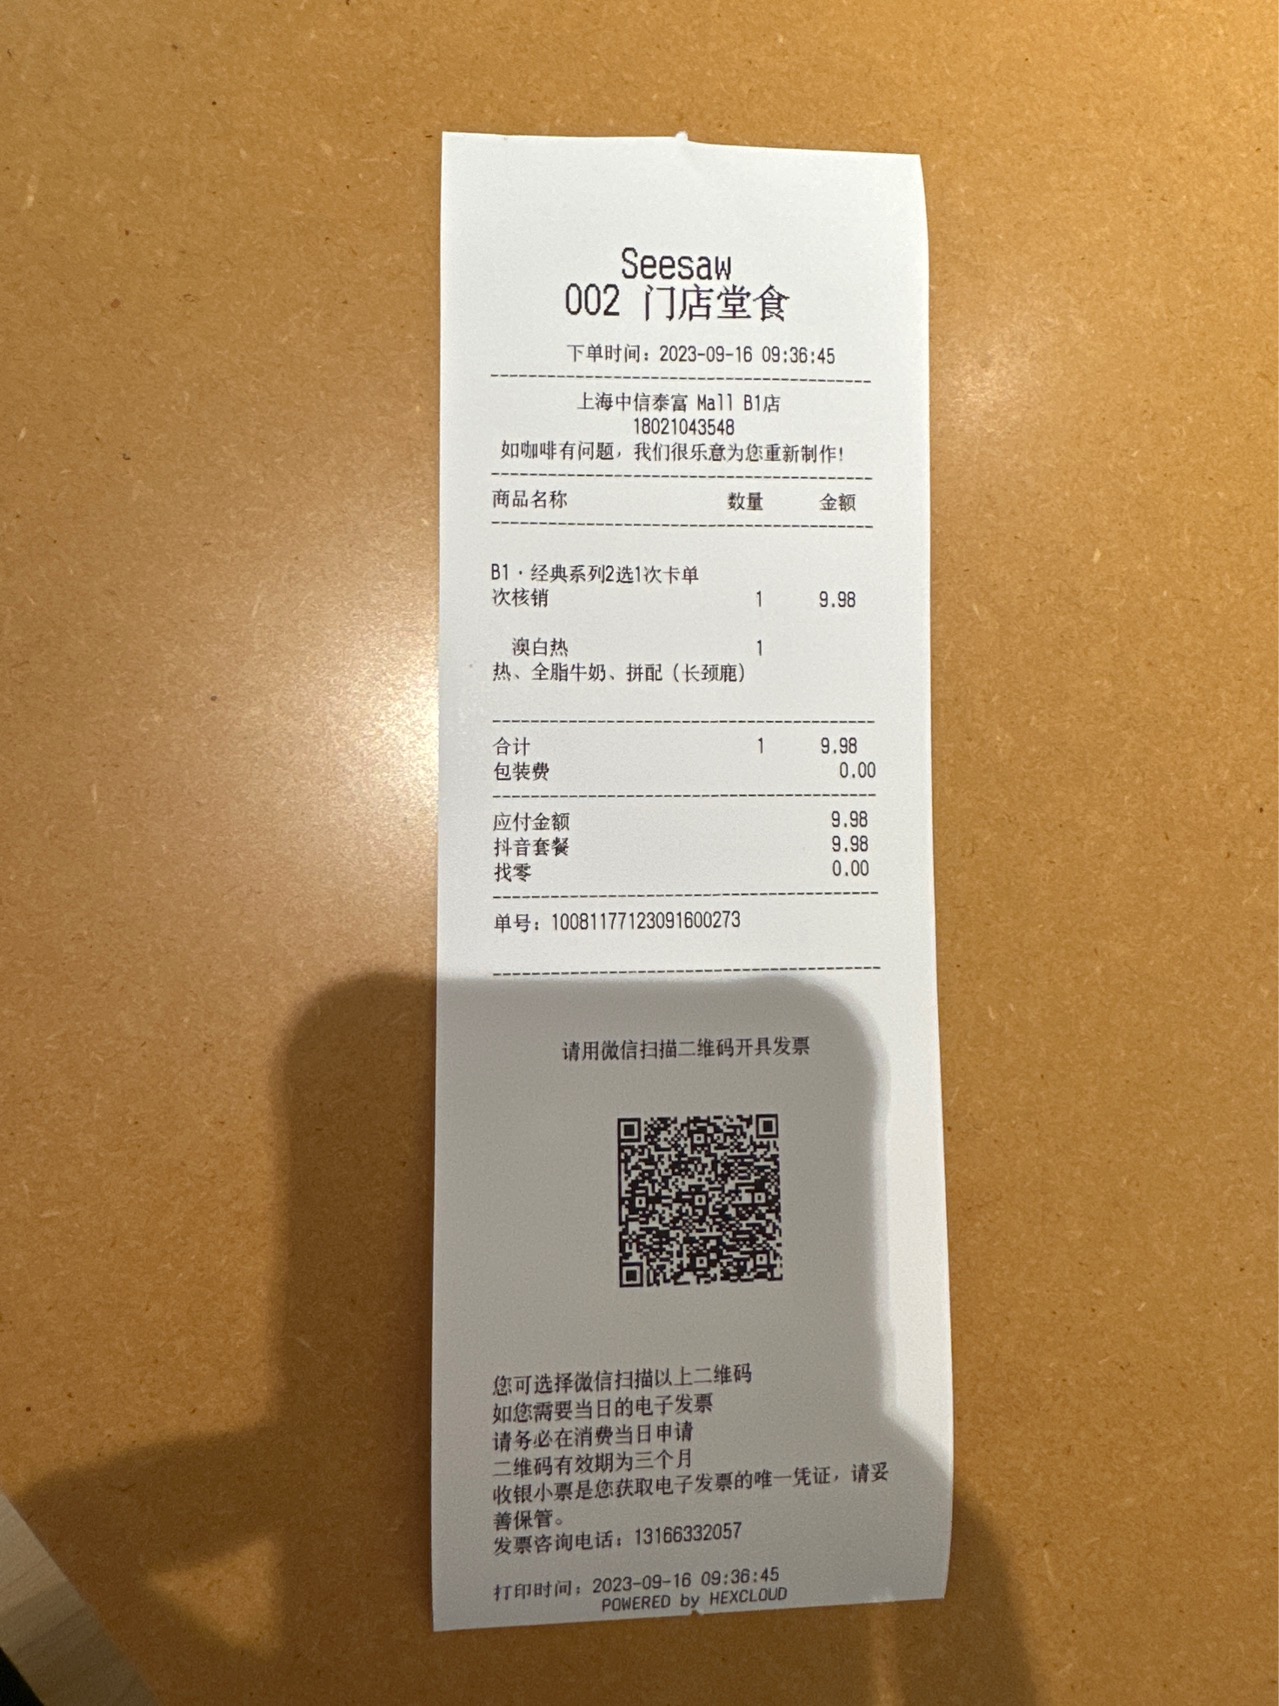 Seesaw
002 门店堂食
下单时间：2023-09-16 09:36:45
上海中信泰富 Mall B1店
18021043548
如咖啡有问题，我们很乐意为您重新制作!
商品名称 数量 金额
B1·经典系列2选1次卡单
次核销 1 9.98
澳白热 1
热、全脂牛奶、拼配（长颈鹿）
合计 1 9.98
包装费 0.00
应付金额 9.98
抖音套餐 9.98
找零 0.00
单号：10081177123091600273
请用微信扫描二维码开具发票
您可选择微信扫描以上二维码
如您需要当日的电子发票
请务必在消费当日申请
二维码有效期为三个月
收银小票是您获取电子发票的唯一凭证，请妥
善保管。
发票咨询电话：13166332057
打印时间：2023-09-16 09:36:45
POWERED by HEXCLOUD